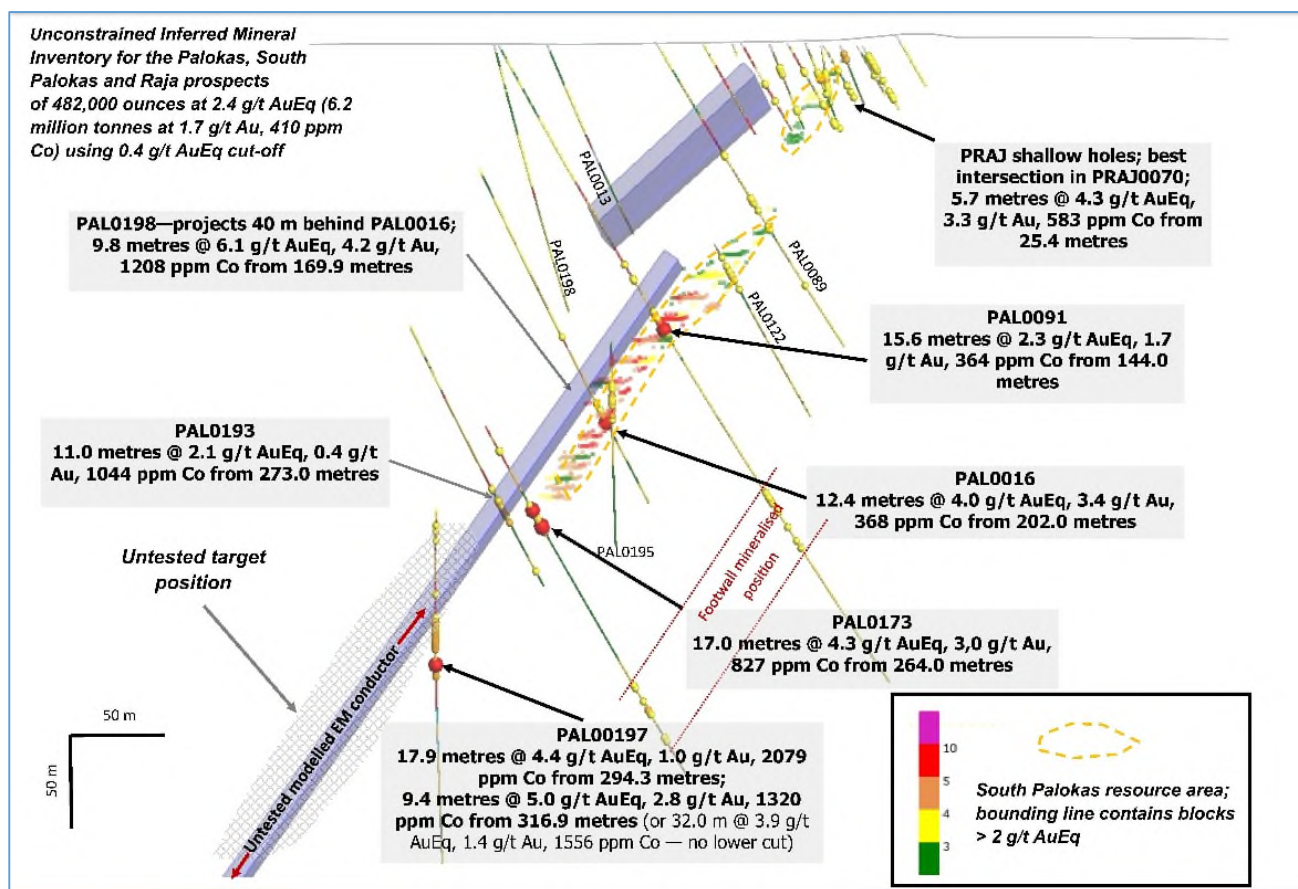 Unconstrained Inferred Mineral
Inventory for the Palokas, South
Palokas and Raja prospects
of 482,000 ounces at 2.4 g/t AuEq (6.2
million tonnes at 1.7 g/t Au, 410 ppm
Co) using 0.4 g/t AuEq cut-off
PRAJ shallow holes; best
intersection in PRAJ0070;
5.7 metres @ 4.3 g/t AuEq,
3.3 g/t Au, 583 ppm Co from
25.4 metres
PAL0013
PAL0198—projects 40 m behind PAL0016;
9.8 metres @ 6.1 g/t AuEq, 4.2 g/t Au,
1208 ppm Co from 169.9 metres
PAL0198
PAL0089
PAL0122
PAL0091
15.6 metres @ 2.3 g/t AuEq, 1.7
g/t Au, 364 ppm Co from 144.0
metres
PAL0193
11.0 metres @ 2.1 g/t AuEq, 0.4 g/t
Au, 1044 ppm Co from 273.0 metres
PAL0016
12.4 metres @ 4.0 g/t AuEq, 3.4 g/t Au,
368 ppm Co from 202.0 metres
PAL0195
Untested target
position
Footwall mineralised
position
PAL0173
17.0 metres @ 4.3 g/t AuEq, 3,0 g/t Au,
827 ppm Co from 264.0 metres
Untested modelled EM conductor
50 m
50 m
PAL00197
17.9 metres @ 4.4 g/t AuEq, 1.0 g/t Au, 2079
ppm Co from 294.3 metres;
9.4 metres @ 5.0 g/t AuEq, 2.8 g/t Au, 1320
ppm Co from 316.9 metres (or 32.0 m @ 3.9 g/t
AuEq, 1.4 g/t Au, 1556 ppm Co — no lower cut)
10
5
4
3
South Palokas resource area;
bounding line contains blocks
> 2 g/t AuEq